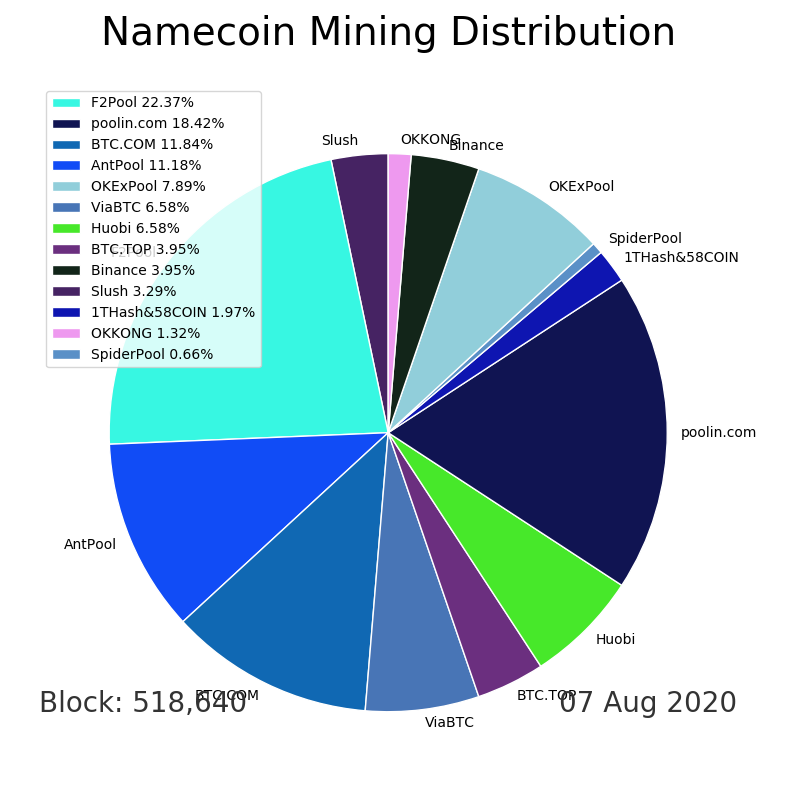 Namecoin Mining Distribution
F2Pool 22.37%
poolin.com 18.42%
BTC.COM 11.84%
AntPool 11.18%
OKExPool 7.89%
ViaBTC 6.58%
Huobi 6.58%
BTC.TOP 3.95%
Binance 3.95%
Slush 3.29%
1THash&58COIN 1.97%
OKKONG 1.32%
SpiderPool 0.66%
Slush
OKKONG
Binance
OKExPool
SpiderPool
1THash&58COIN
F2Pool
poolin.com
AntPool
Huobi
BTC.COM
BTC.TOP
ViaBTC
Block: 518,640
07 Aug 2020